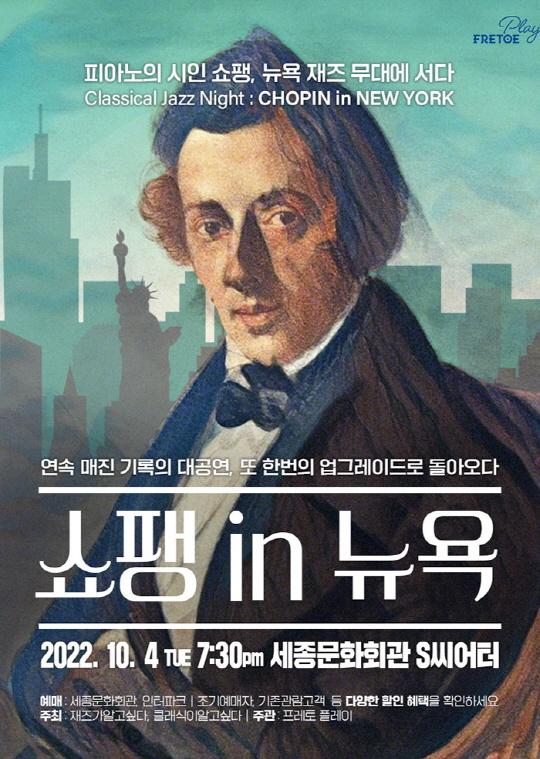 Play
FRETOE
피아노의 시인 쇼팽, 뉴욕 재즈 무대에 서다
Classical Jazz Night : CHOPIN in NEW YORK
연속 매진 기록의 대공연, 또 한번의 업그레이드로 돌아오다
쇼팽 in 뉴욕
2022. 10. 4 TUE 7:30pm 세종문화회관 S씨어터
예매 : 세종문화회관, 인터파크 | 조기예매자, 기존관람고객 등 다양한 할인 혜택을 확인하세요
주최 : 재즈가알고싶다, 클래식이알고싶다 | 주관 : 프레토 플레이